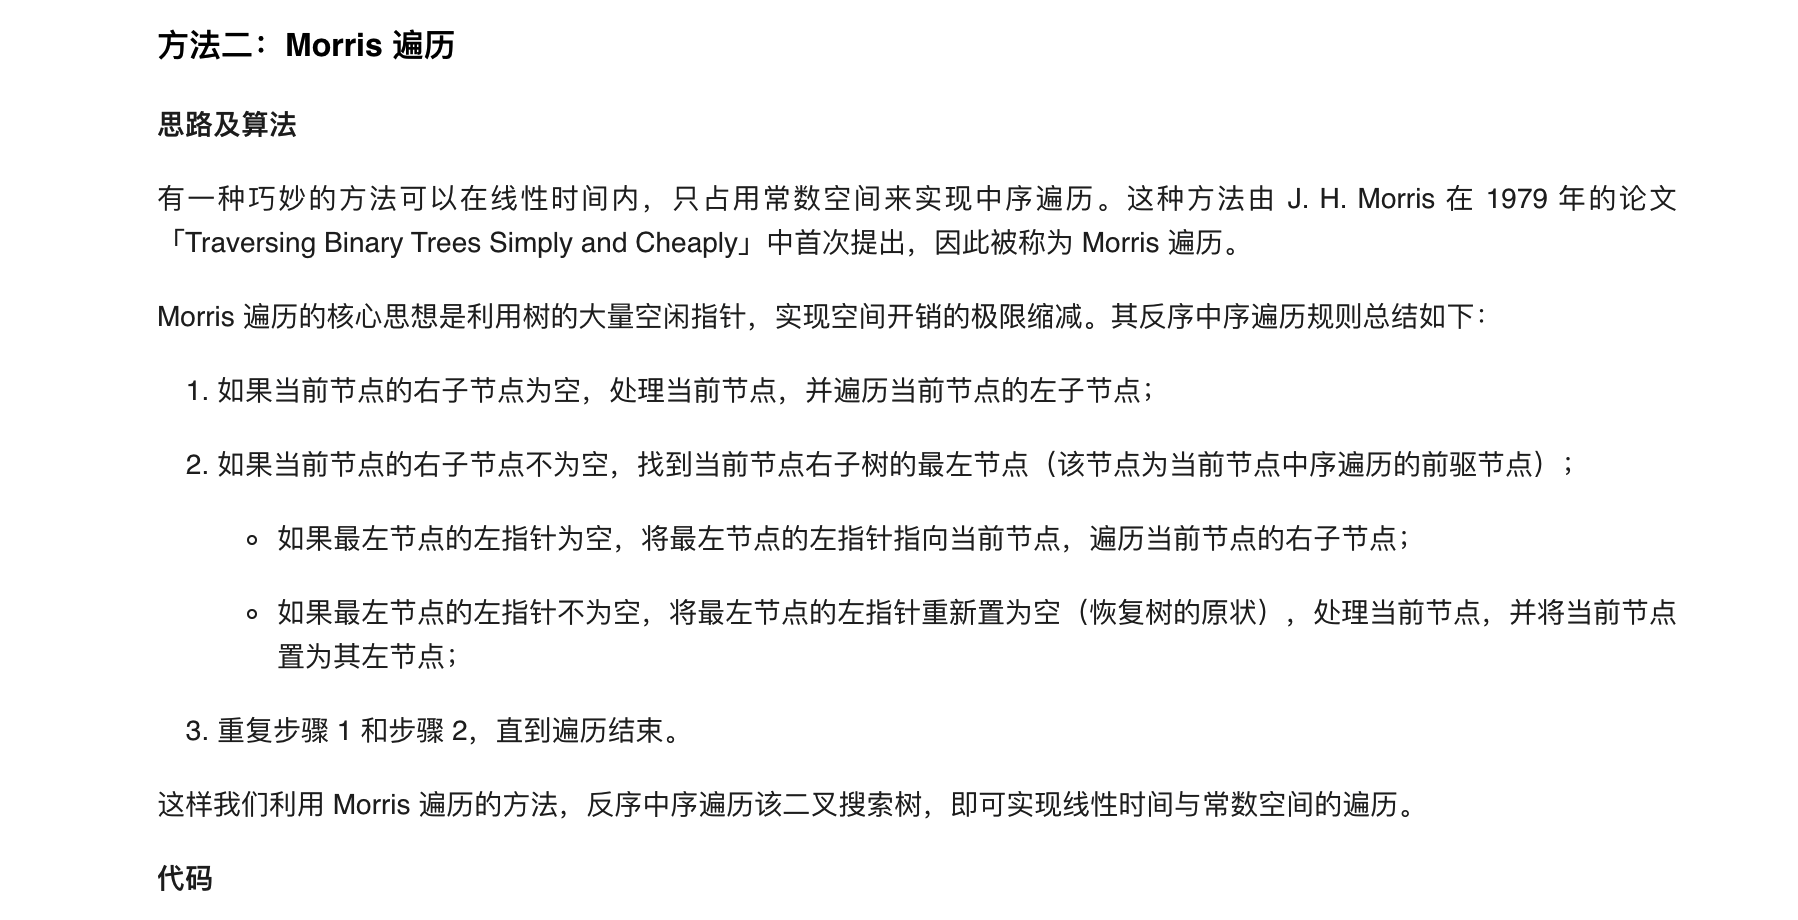 方法二：Morris 遍历
思路及算法
有一种巧妙的方法可以在线性时间内，只占用常数空间来实现中序遍历。这种方法由 J. H. Morris 在 1979 年的论文
「Traversing Binary Trees Simply and Cheaply」中首次提出，因此被称为 Morris 遍历。
Morris 遍历的核心思想是利用树的大量空闲指针，实现空间开销的极限缩减。其反序中序遍历规则总结如下：
1. 如果当前节点的右子节点为空，处理当前节点，并遍历当前节点的左子节点；
2. 如果当前节点的右子节点不为空，找到当前节点右子树的最左节点（该节点为当前节点中序遍历的前驱节点）；
◦ 如果最左节点的左指针为空，将最左节点的左指针指向当前节点，遍历当前节点的右子节点；
◦ 如果最左节点的左指针不为空，将最左节点的左指针重新置为空（恢复树的原状），处理当前节点，并将当前节点
置为其左节点；
3. 重复步骤 1 和步骤 2，直到遍历结束。
这样我们利用 Morris 遍历的方法，反序中序遍历该二叉搜索树，即可实现线性时间与常数空间的遍历。
代码